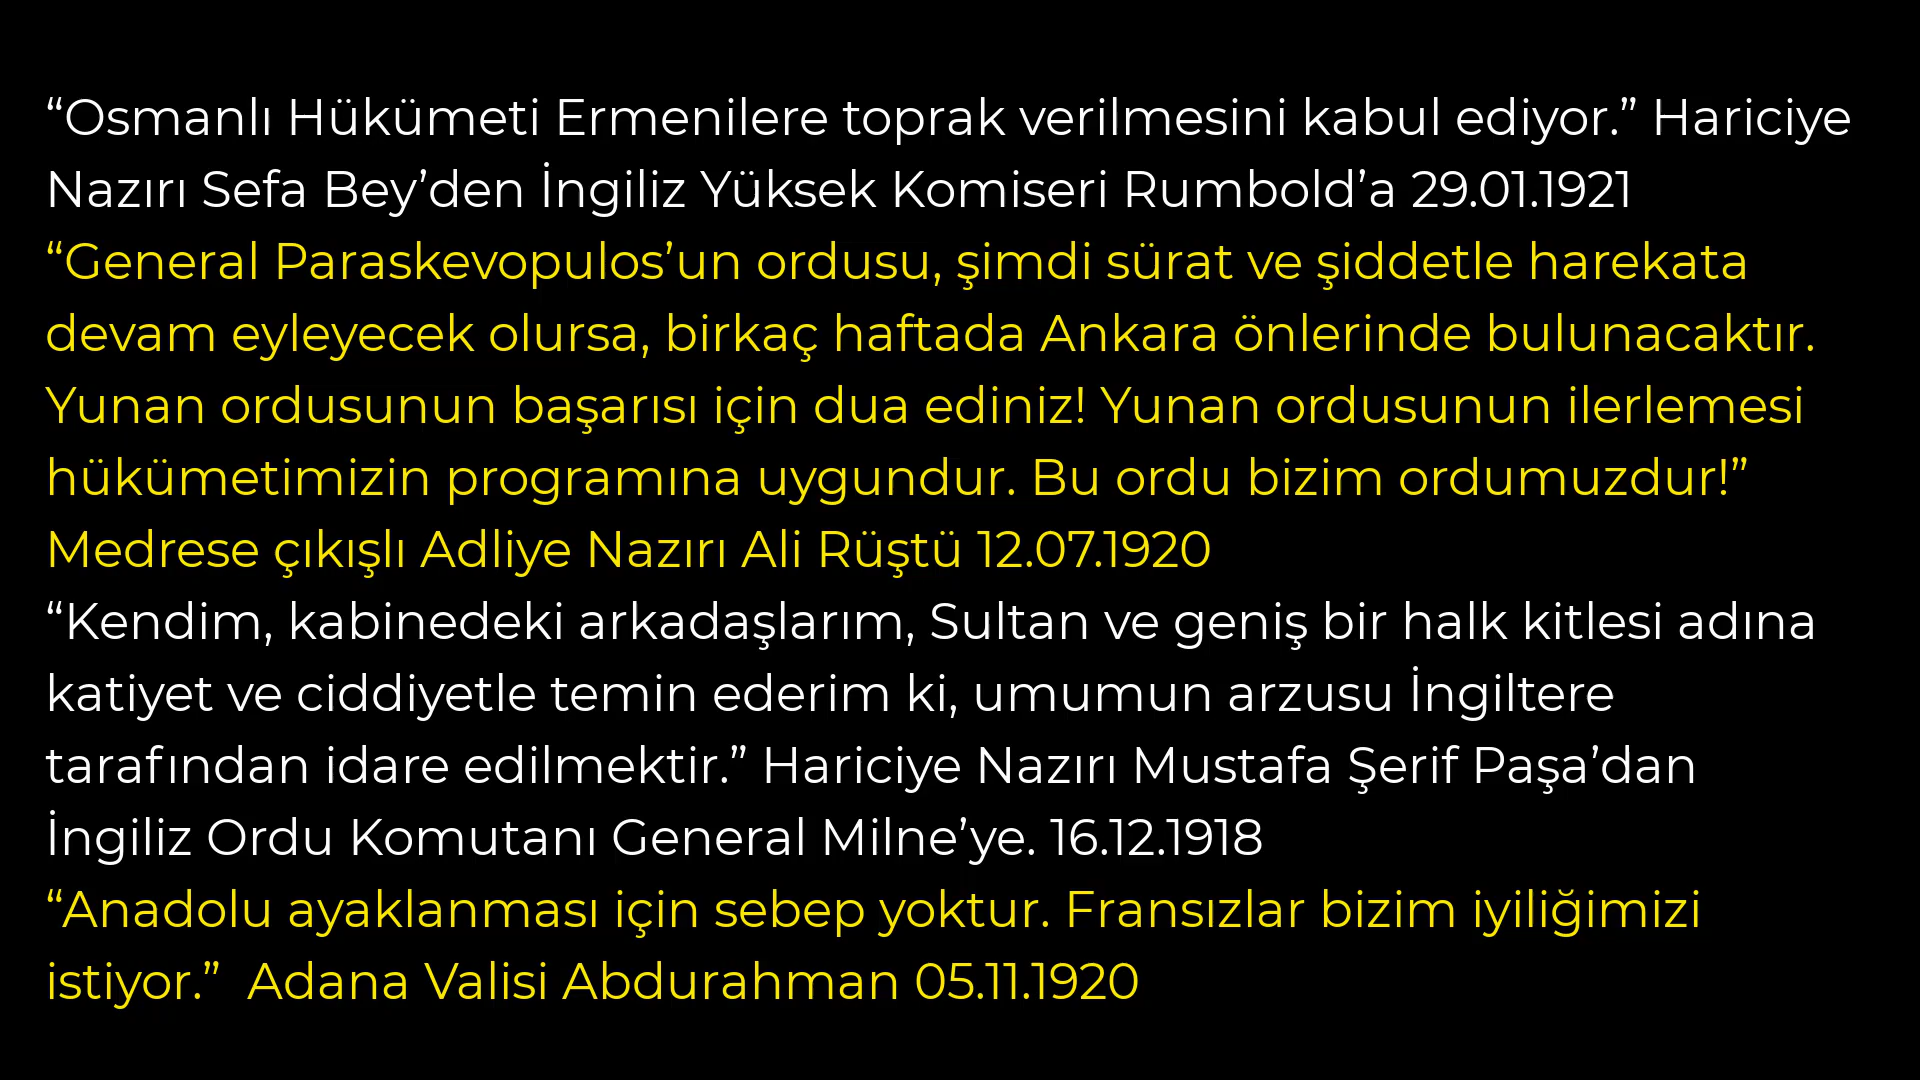 “Osmanlı Hükümeti Ermenilere toprak verilmesini kabul ediyor.” Hariciye
Nazırı Sefa Bey’den İngiliz Yüksek Komiseri Rumbold’a 29.01.1921
“General Paraskevopulos’un ordusu, şimdi sürat ve şiddetle harekata
devam eyleyecek olursa, birkaç haftada Ankara önlerinde bulunacaktır.
Yunan ordusunun başarısı için dua ediniz! Yunan ordusunun ilerlemesi
hükümetimizin programına uygundur. Bu ordu bizim ordumuzdur!”
Medrese çıkışlı Adliye Nazırı Ali Rüştü 12.07.1920
“Kendim, kabinedeki arkadaşlarım, Sultan ve geniş bir halk kitlesi adına
katiyet ve ciddiyetle temin ederim ki, umumun arzusu İngiltere
tarafından idare edilmektir.” Hariciye Nazırı Mustafa Şerif Paşa’dan
İngiliz Ordu Komutanı General Milne’ye. 16.12.1918
“Anadolu ayaklanması için sebep yoktur. Fransızlar bizim iyiliğimizi
istiyor.”  Adana Valisi Abdurahman 05.11.1920